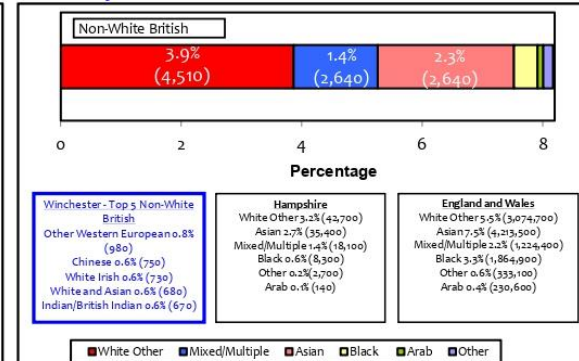 Non-White British
3.9%
(4,510)
1.4%
(2,640)
2.3%
(2,640)
0 2 4 6 8
Percentage
Winchester - Top 5 Non-White
British
Other Western European 0.8%
(980)
Chinese 0.6% (750)
White Irish 0.6% (730)
White and Asian 0.6% (680)
Indian/British Indian 0.6% (670)
Hampshire
White Other 3.2% (42,700)
Asian 2.7% (35,400)
Mixed/Multiple 1.4% (18,100)
Black 0.6% (8,300)
Other 0.2%(2,700)
Arab 0.1% (140)
England and Wales
White Other 5.5% (3,074,700)
Asian 7.5% (4,213,500)
Mixed/Multiple 2.2% (1,224,400)
Black 3.3% (1,864,900)
Other 0.6% (333,100)
Arab 0.4% (230,600)
White Other Mixed/Multiple Asian Black Arab Other